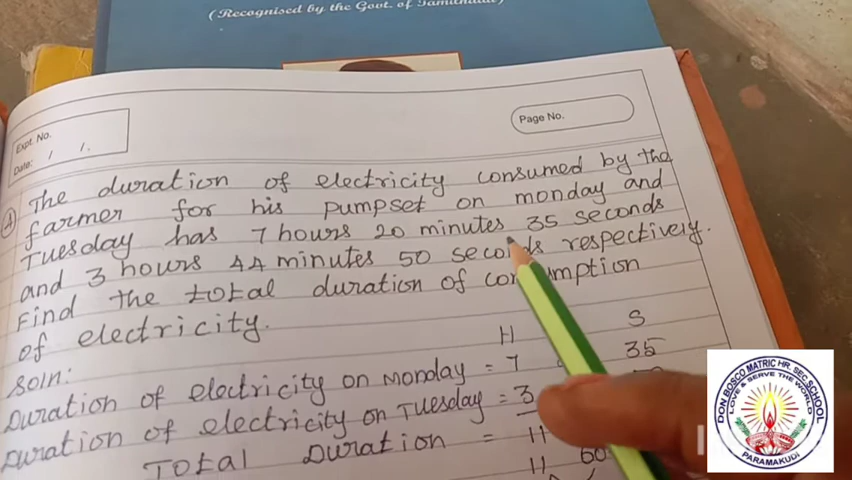 (Recognised by the Govt. of Tamilnadu)
Expt. No.
Date: / /.
Page No.
4 The duration of electricity consumed by the
farmer for his pumpset on monday and
Tuesday has 7 hours 20 minutes 35 seconds
and 3 hours 44 minutes 50 seconds respectively.
Find the total duration of consumption
of electricity.
Soln:
H S
Duration of electricity on Monday = 7 35
Duration of electricity on Tuesday = 3
Total Duration = 11
11 60
DON BOSCO MATRIC HR. SEC SCHOOL
LOVE & SERVE THE WORLD
PARAMAKUDI